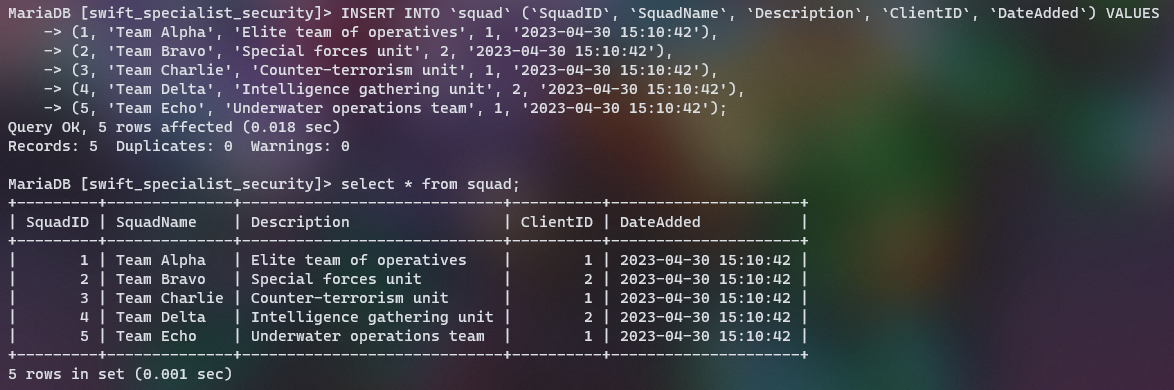 MariaDB [swift_specialist_security]> INSERT INTO `squad` (`SquadID`, `SquadName`, `Description`, `ClientID`, `DateAdded`) VALUES
    -> (1, 'Team Alpha', 'Elite team of operatives', 1, '2023-04-30 15:10:42'),
    -> (2, 'Team Bravo', 'Special forces unit', 2, '2023-04-30 15:10:42'),
    -> (3, 'Team Charlie', 'Counter-terrorism unit', 1, '2023-04-30 15:10:42'),
    -> (4, 'Team Delta', 'Intelligence gathering unit', 2, '2023-04-30 15:10:42'),
    -> (5, 'Team Echo', 'Underwater operations team', 1, '2023-04-30 15:10:42');
Query OK, 5 rows affected (0.018 sec)
Records: 5  Duplicates: 0  Warnings: 0

MariaDB [swift_specialist_security]> select * from squad;
+---------+--------------+-----------------------------+----------+---------------------+
| SquadID | SquadName    | Description                 | ClientID | DateAdded           |
+---------+--------------+-----------------------------+----------+---------------------+
|       1 | Team Alpha   | Elite team of operatives    |        1 | 2023-04-30 15:10:42 |
|       2 | Team Bravo   | Special forces unit         |        2 | 2023-04-30 15:10:42 |
|       3 | Team Charlie | Counter-terrorism unit      |        1 | 2023-04-30 15:10:42 |
|       4 | Team Delta   | Intelligence gathering unit |        2 | 2023-04-30 15:10:42 |
|       5 | Team Echo    | Underwater operations team  |        1 | 2023-04-30 15:10:42 |
+---------+--------------+-----------------------------+----------+---------------------+
5 rows in set (0.001 sec)